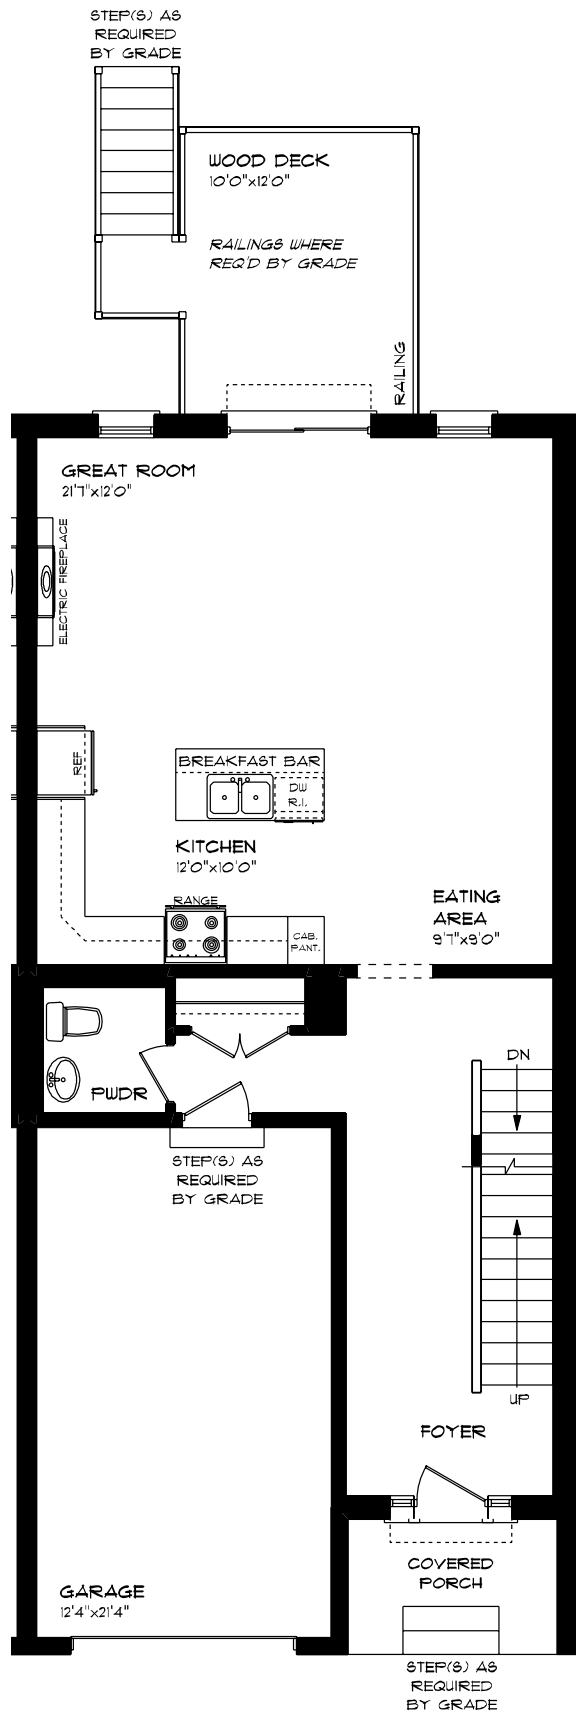 STEP(S) AS
REQUIRED
BY GRADE
WOOD DECK
10'0"x12'0"
RAILINGS WHERE
REQ'D BY GRADE
RAILING
GREAT ROOM
21'7"x12'0"
ELECTRIC FIREPLACE
REF
BREAKFAST BAR
DW
R.I.
KITCHEN
12'0"x10'0"
RANGE
CAB.
PANT.
EATING
AREA
9'7"x9'0"
PWDR
DN
STEP(S) AS
REQUIRED
BY GRADE
UP
FOYER
COVERED
PORCH
GARAGE
12'4"x21'4"
STEP(S) AS
REQUIRED
BY GRADE